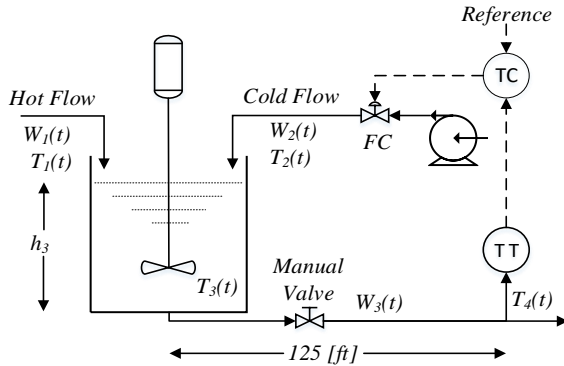 Reference
TC
Hot Flow
W1(t)
T1(t)
Cold Flow
W2(t)
T2(t)
FC
h3
T3(t)
TT
Manual
Valve
W3(t)
T4(t)
125 [ft]